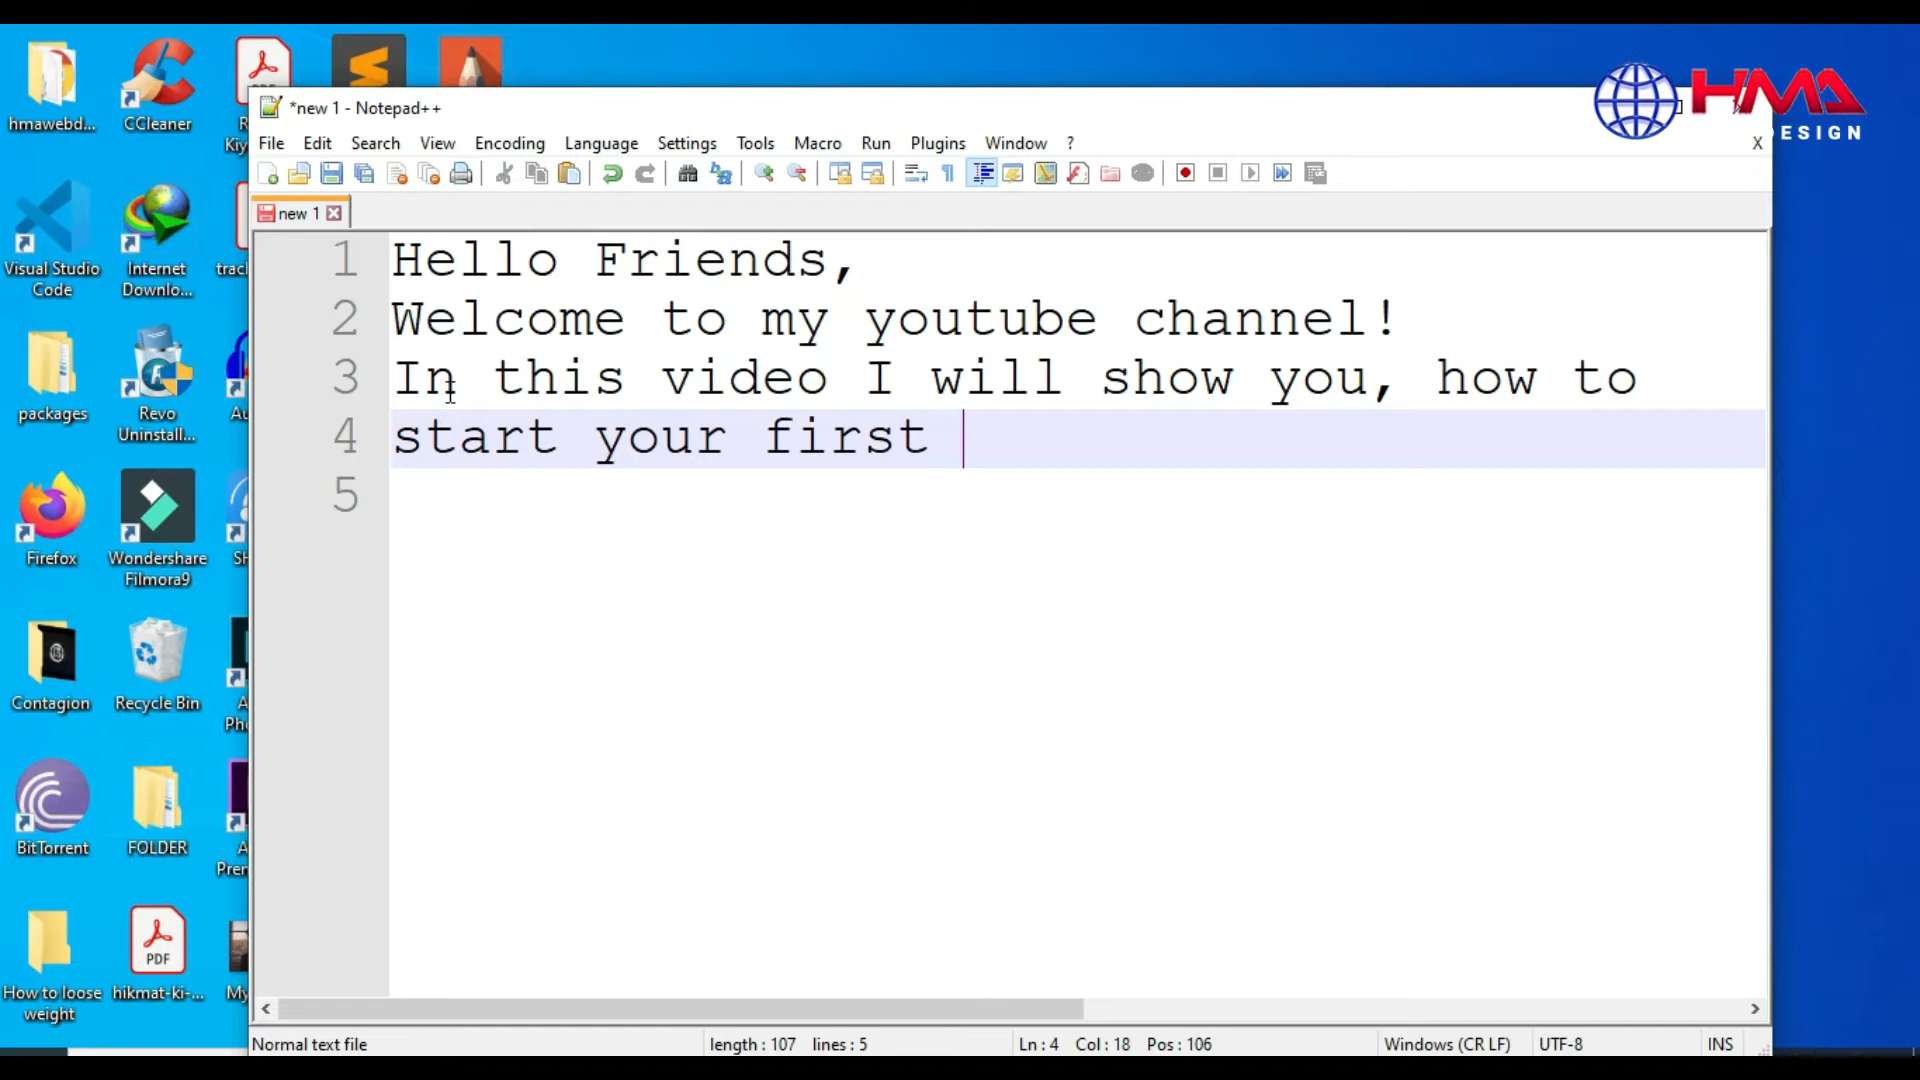 HMA
DESIGN
hmawebd...
CCleaner
Kiy
*new 1 - Notepad++
File Edit Search View Encoding Language Settings Tools Macro Run Plugins Window ? X
new 1
1 Hello Friends,
2 Welcome to my youtube channel!
3 In this video I will show you, how to
4 start your first
5
Visual Studio
Code
Internet
Downlo...
packages
Revo
Uninstall...
Firefox
Wondershare
Filmora9
Contagion
Recycle Bin
BitTorrent
FOLDER
How to loose
weight
PDF
hikmat-ki-...
Normal text file length : 107 lines : 5 Ln : 4 Col : 18 Pos : 106 Windows (CR LF) UTF-8 INS